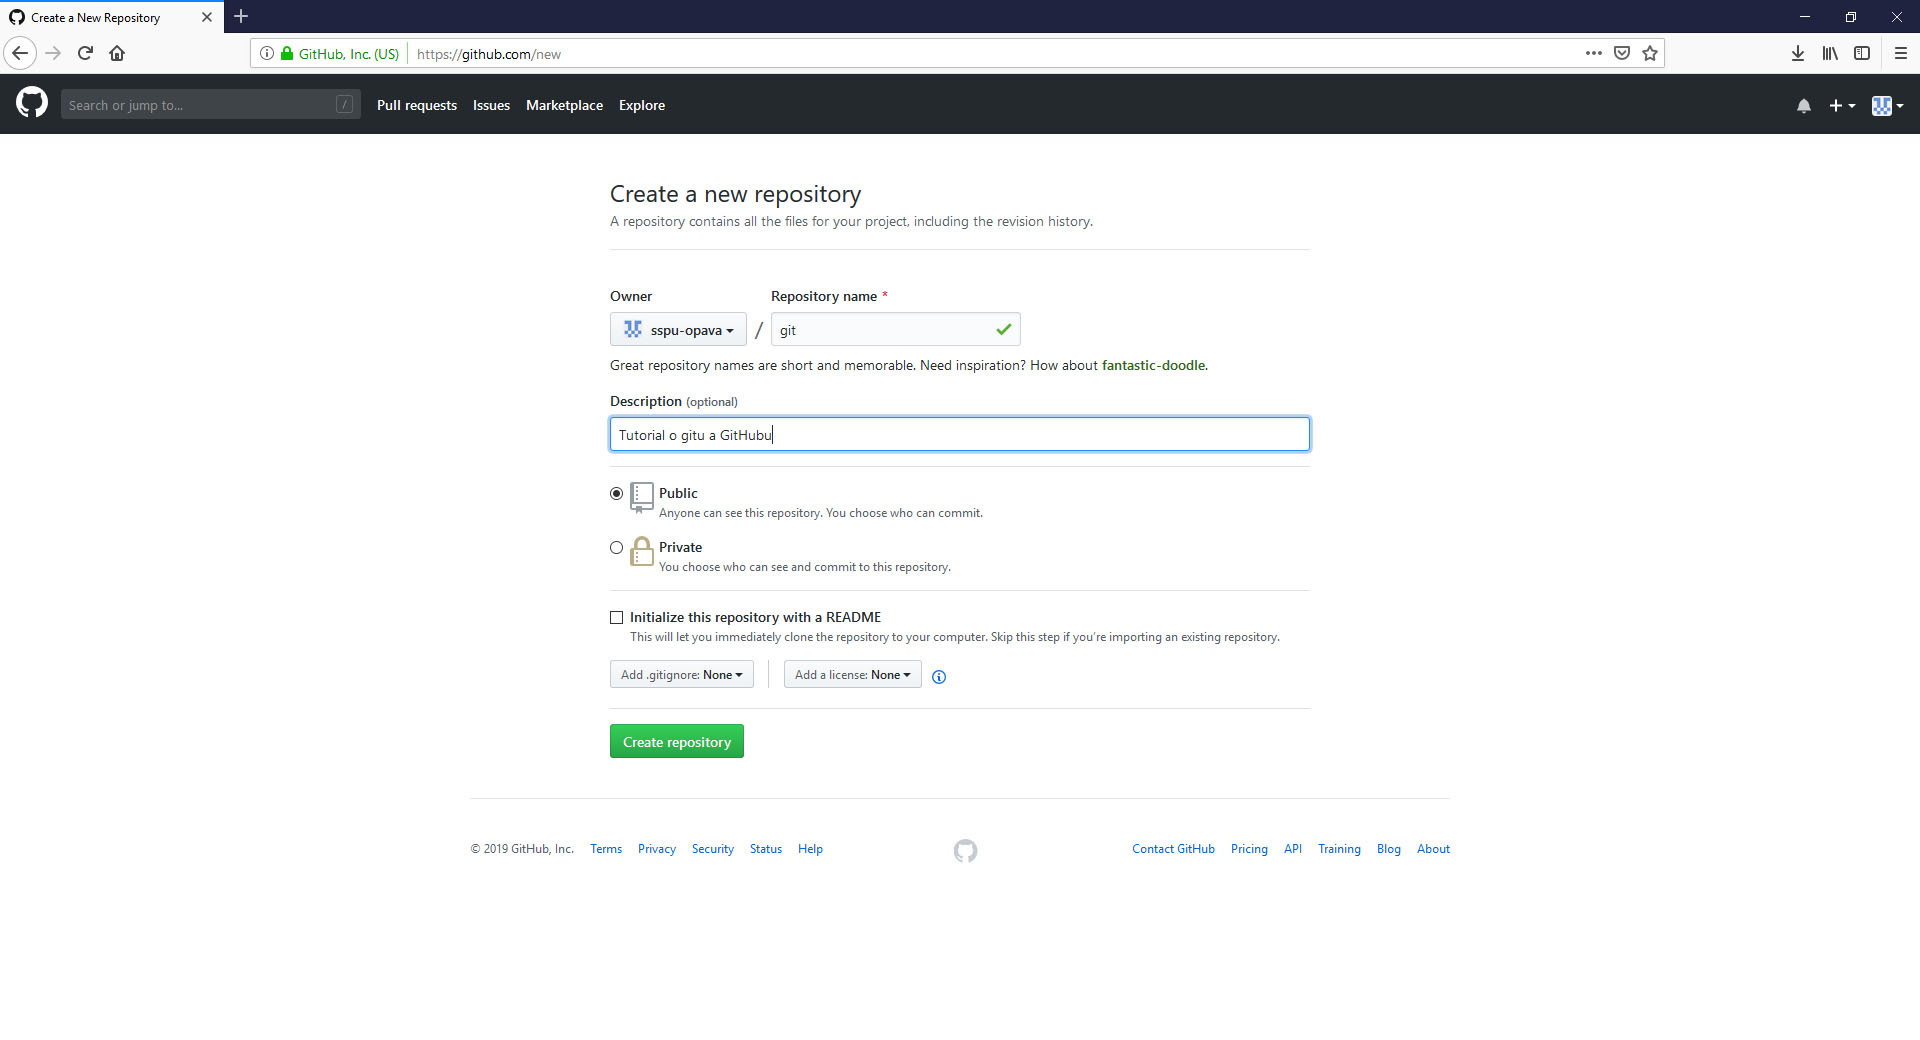 Create a New Repository
GitHub, Inc. (US) https://github.com/new
Search or jump to... / Pull requests Issues Marketplace Explore
Create a new repository
A repository contains all the files for your project, including the revision history.
Owner Repository name *
sspu-opava / git
Great repository names are short and memorable. Need inspiration? How about fantastic-doodle.
Description (optional)
Tutorial o gitu a GitHubu
Public
Anyone can see this repository. You choose who can commit.
Private
You choose who can see and commit to this repository.
Initialize this repository with a README
This will let you immediately clone the repository to your computer. Skip this step if you’re importing an existing repository.
Add .gitignore: None Add a license: None
Create repository
© 2019 GitHub, Inc. Terms Privacy Security Status Help Contact GitHub Pricing API Training Blog About